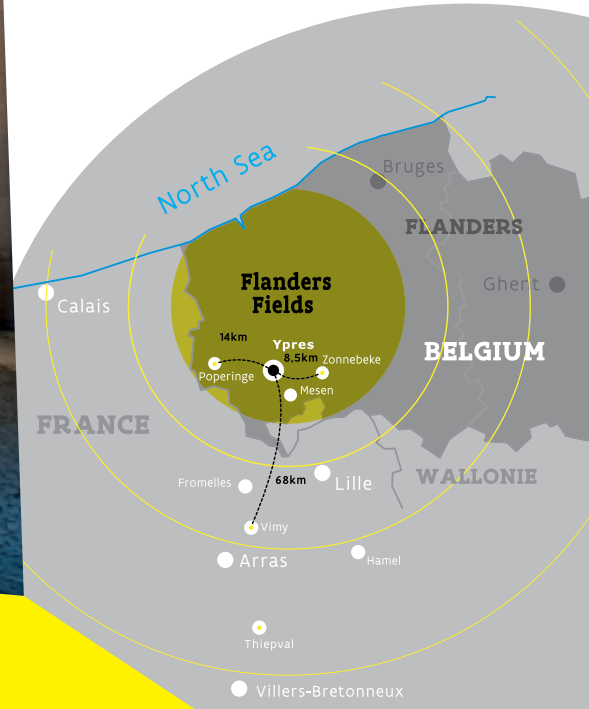 North Sea
Bruges
FLANDERS
Flanders
Fields
Ghent
Calais
14km
Ypres
8,5km
Zonnebeke
BELGIUM
Poperinge
Mesen
FRANCE
WALLONIE
68km
Fromelles
Lille
Vimy
Arras
Hamel
Thiepval
Villers-Bretonneux